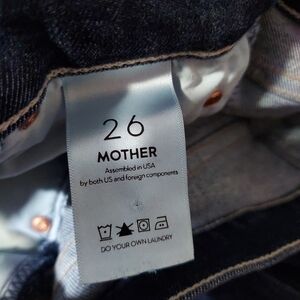 26
MOTHER
Assembled in USA
by both US and foreign components
DO YOUR OWN LAUNDRY